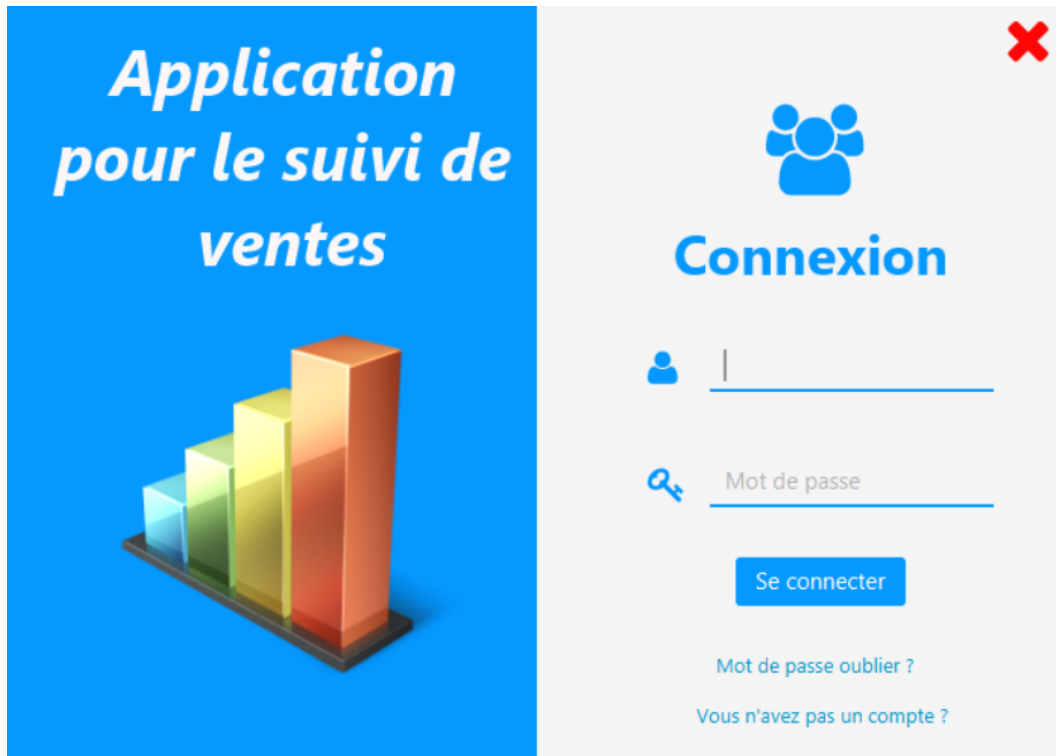 Application
pour le suivi de
ventes
Connexion
Mot de passe
Se connecter
Mot de passe oublier ?
Vous n'avez pas un compte ?